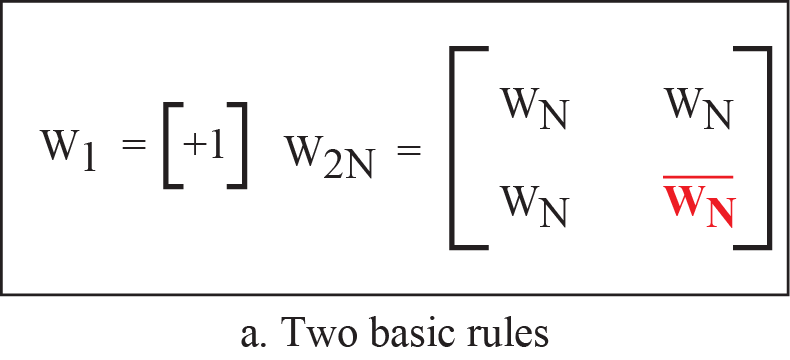 W1 = [+1] W2N = [WN WN
WN W̅N̅]
a. Two basic rules